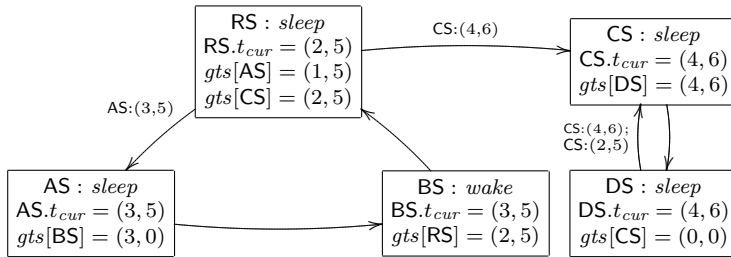 RS : sleep
RS.t_cur = (2, 5)
gts[AS] = (1, 5)
gts[CS] = (2, 5)
CS:(4,6)
CS : sleep
CS.t_cur = (4, 6)
gts[DS] = (4, 6)
AS:(3,5)
CS:(4,6);
CS:(2,5)
AS : sleep
AS.t_cur = (3, 5)
gts[BS] = (3, 0)
BS : wake
BS.t_cur = (3, 5)
gts[RS] = (2, 5)
DS : sleep
DS.t_cur = (4, 6)
gts[CS] = (0, 0)